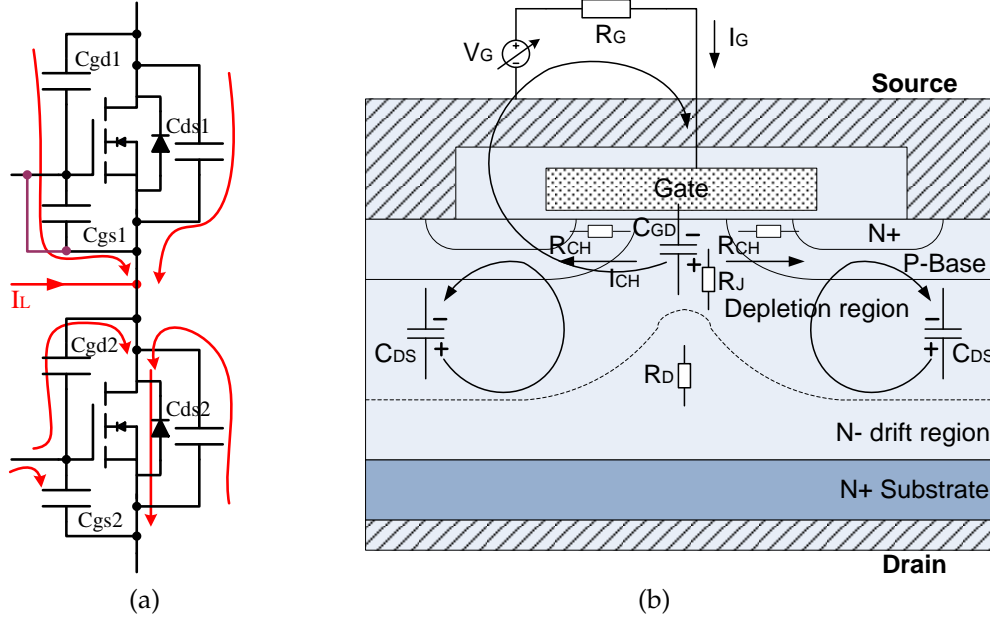 Cgd1
Cds1
Cgs1
IL
Cgd2
Cds2
Cgs2
(a)
VG
RG
IG
Source
Gate
CGD
RCH
RCH
N+
P-Base
ICH
RJ
Depletion region
CDS
CDS
RD
N- drift region
N+ Substrate
Drain
(b)